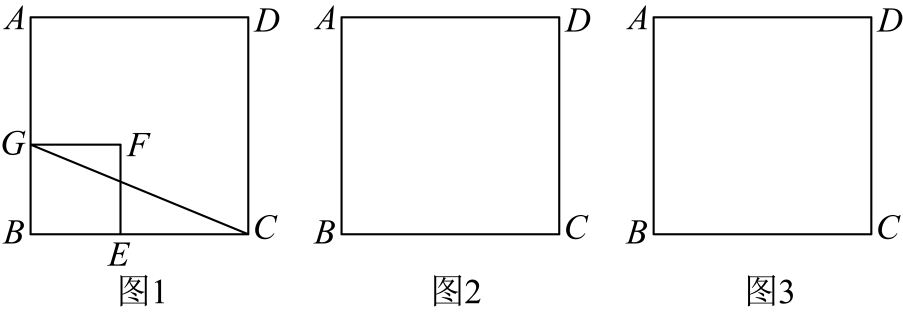 A D A D A D
G F
B E C B C B C
图1 图2 图3